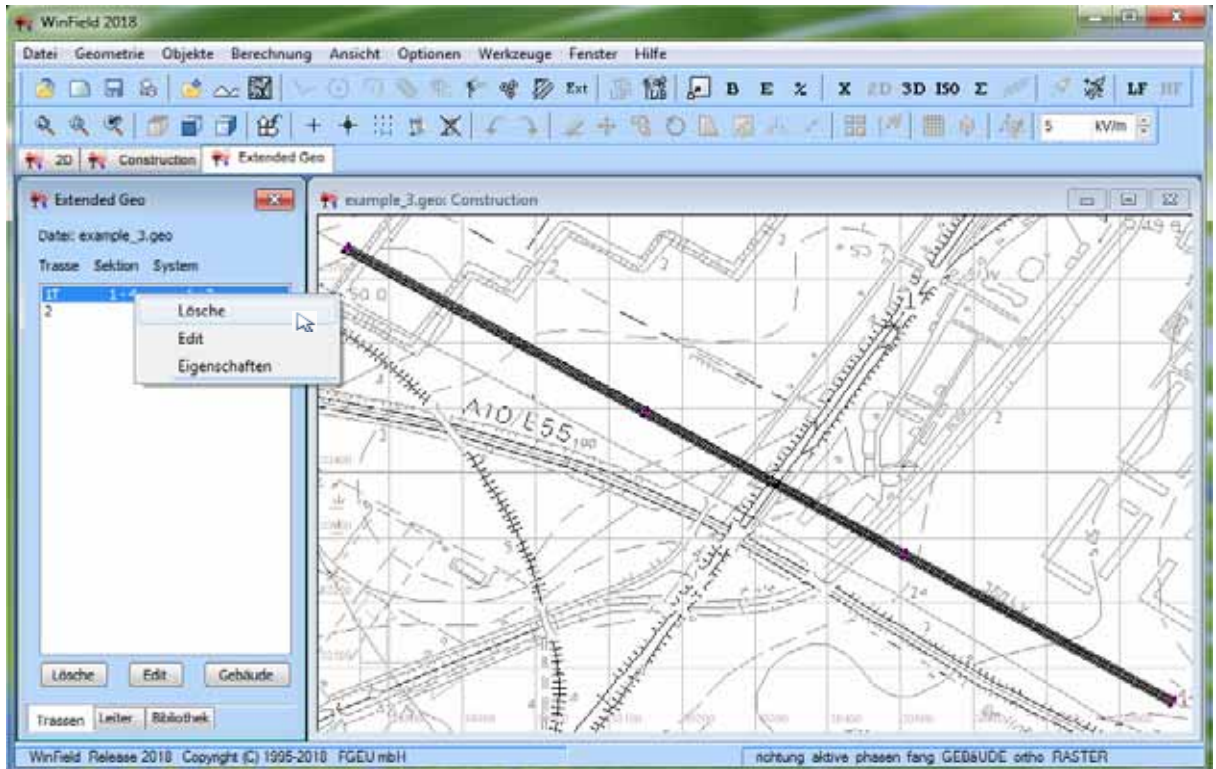 WinField 2018
Datei Geometrie Objekte Berechnung Ansicht Optionen Werkzeuge Fenster Hilfe
Ext B E X 2D 3D ISO Σ LF HF
5 kV/m
2D Construction Extended Geo
Extended Geo
Datei: example_3.geo
Trasse Sektion System
1T
2
Lösche
Edit
Eigenschaften
Lösche Edit Gebäude
Trassen Leiter Bibliothek
example_3.geo: Construction
A10/E55
WinField Release 2018 Copyright (C) 1995-2018 FGEU mbH
richtung aktive phasen fang GEBäUDE ortho RASTER